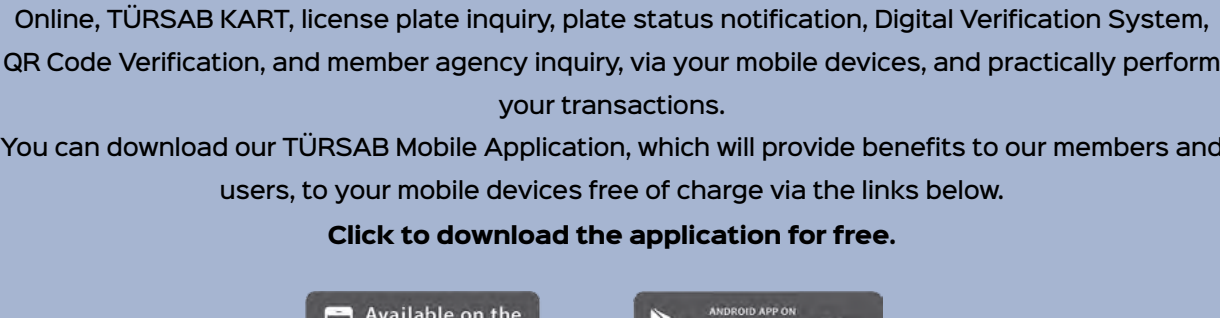 Online, TÜRSAB KART, license plate inquiry, plate status notification, Digital Verification System,
QR Code Verification, and member agency inquiry, via your mobile devices, and practically perform
your transactions.
You can download our TÜRSAB Mobile Application, which will provide benefits to our members and
users, to your mobile devices free of charge via the links below.
Click to download the application for free.
Available on the
ANDROID APP ON